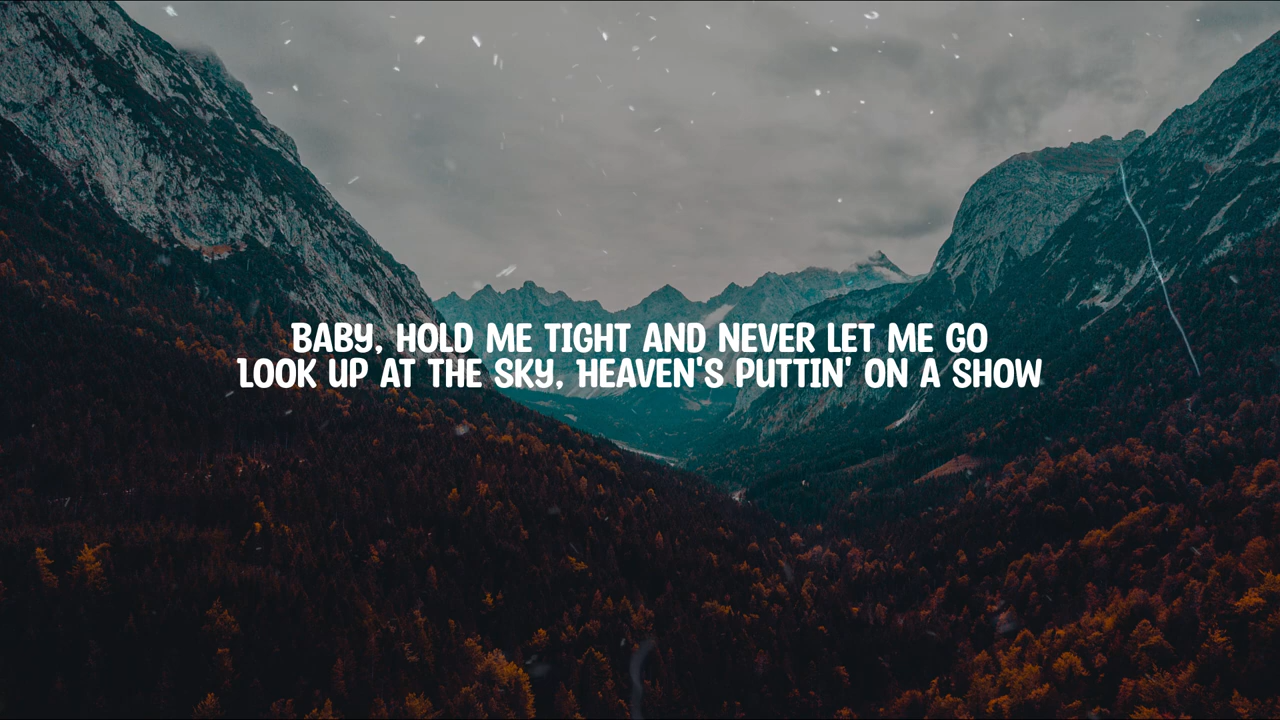 BABY, HOLD ME TIGHT AND NEVER LET ME GO
LOOK UP AT THE SKY, HEAVEN'S PUTTIN' ON A SHOW